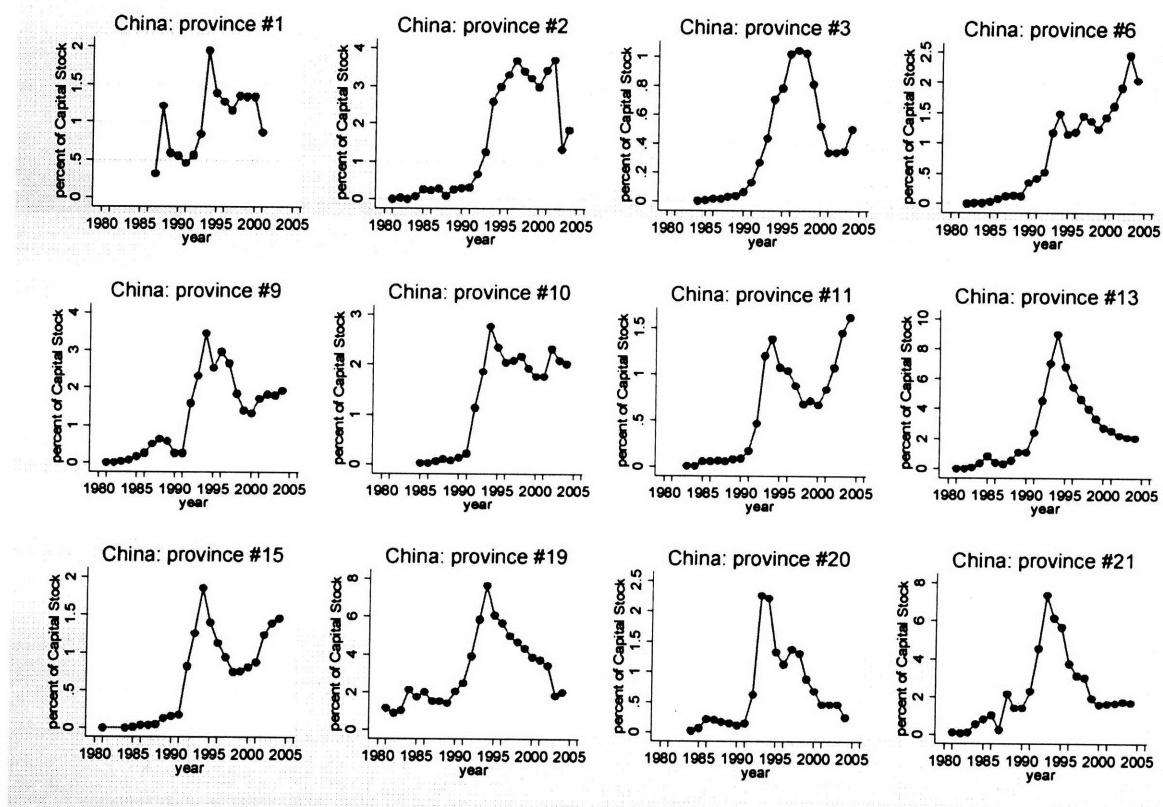 China: province #1
percent of Capital Stock
0 .5 1 1.5 2
1980 1985 1990 1995 2000 2005
year
China: province #2
percent of Capital Stock
0 1 2 3 4
1980 1985 1990 1995 2000 2005
year
China: province #3
percent of Capital Stock
0 .2 .4 .6 .8 1
1980 1985 1990 1995 2000 2005
year
China: province #6
percent of Capital Stock
0 .5 1 1.5 2 2.5
1980 1985 1990 1995 2000 2005
year
China: province #9
percent of Capital Stock
0 1 2 3 4
1980 1985 1990 1995 2000 2005
year
China: province #10
percent of Capital Stock
0 1 2 3
1980 1985 1990 1995 2000 2005
year
China: province #11
percent of Capital Stock
0 .5 1 1.5
1980 1985 1990 1995 2000 2005
year
China: province #13
percent of Capital Stock
0 2 4 6 8 10
1980 1985 1990 1995 2000 2005
year
China: province #15
percent of Capital Stock
0 .5 1 1.5 2
1980 1985 1990 1995 2000 2005
year
China: province #19
percent of Capital Stock
0 2 4 6 8
1980 1985 1990 1995 2000 2005
year
China: province #20
percent of Capital Stock
0 .5 1 1.5 2 2.5
1980 1985 1990 1995 2000 2005
year
China: province #21
percent of Capital Stock
0 2 4 6 8
1980 1985 1990 1995 2000 2005
year